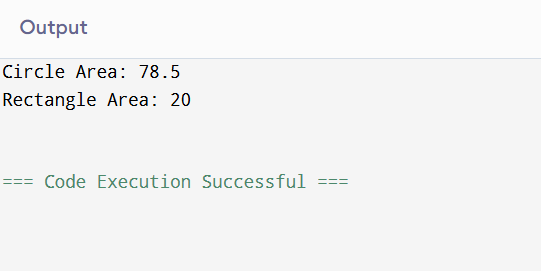 Output
Circle Area: 78.5
Rectangle Area: 20
=== Code Execution Successful ===